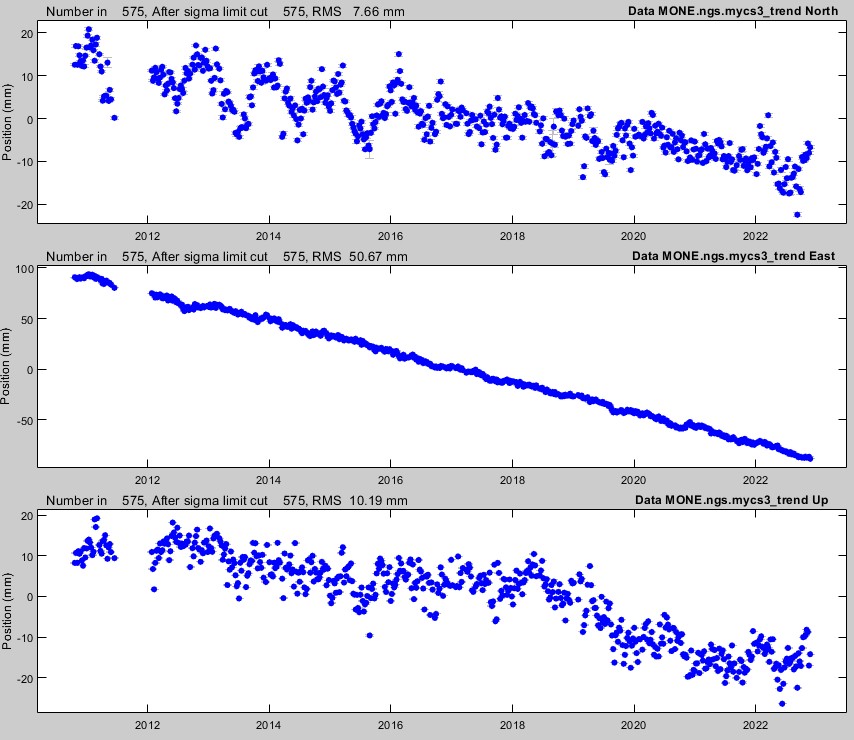 Number in 575, After sigma limit cut 575, RMS 7.66 mm Data MONE.ngs.mycs3_trend North
20
10
0
-10
-20
Position (mm)
2012 2014 2016 2018 2020 2022
Number in 575, After sigma limit cut 575, RMS 50.67 mm Data MONE.ngs.mycs3_trend East
100
50
0
-50
Position (mm)
2012 2014 2016 2018 2020 2022
Number in 575, After sigma limit cut 575, RMS 10.19 mm Data MONE.ngs.mycs3_trend Up
20
10
0
-10
-20
Position (mm)
2012 2014 2016 2018 2020 2022